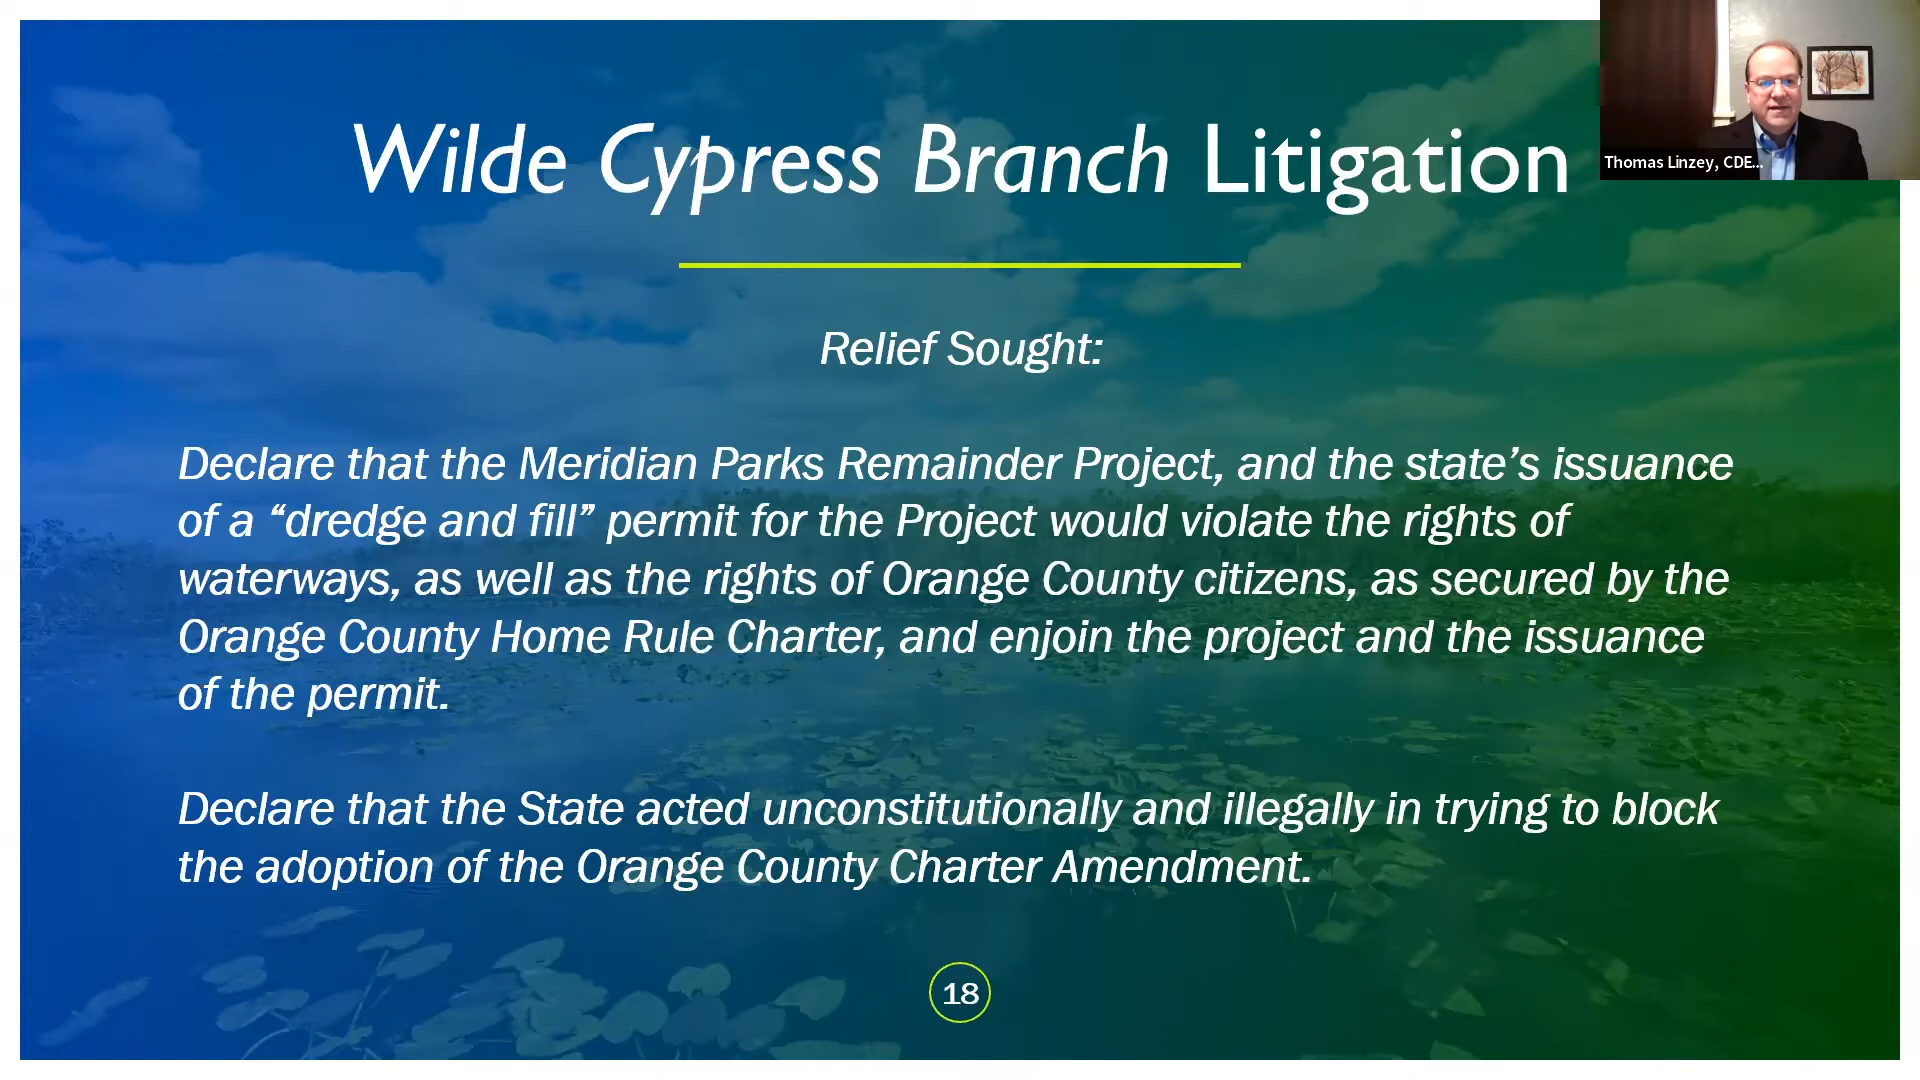 Wilde Cypress Branch Litigation
Thomas Linzey, CDE...
Relief Sought:
Declare that the Meridian Parks Remainder Project, and the state’s issuance
of a “dredge and fill” permit for the Project would violate the rights of
waterways, as well as the rights of Orange County citizens, as secured by the
Orange County Home Rule Charter, and enjoin the project and the issuance
of the permit.
Declare that the State acted unconstitutionally and illegally in trying to block
the adoption of the Orange County Charter Amendment.
18